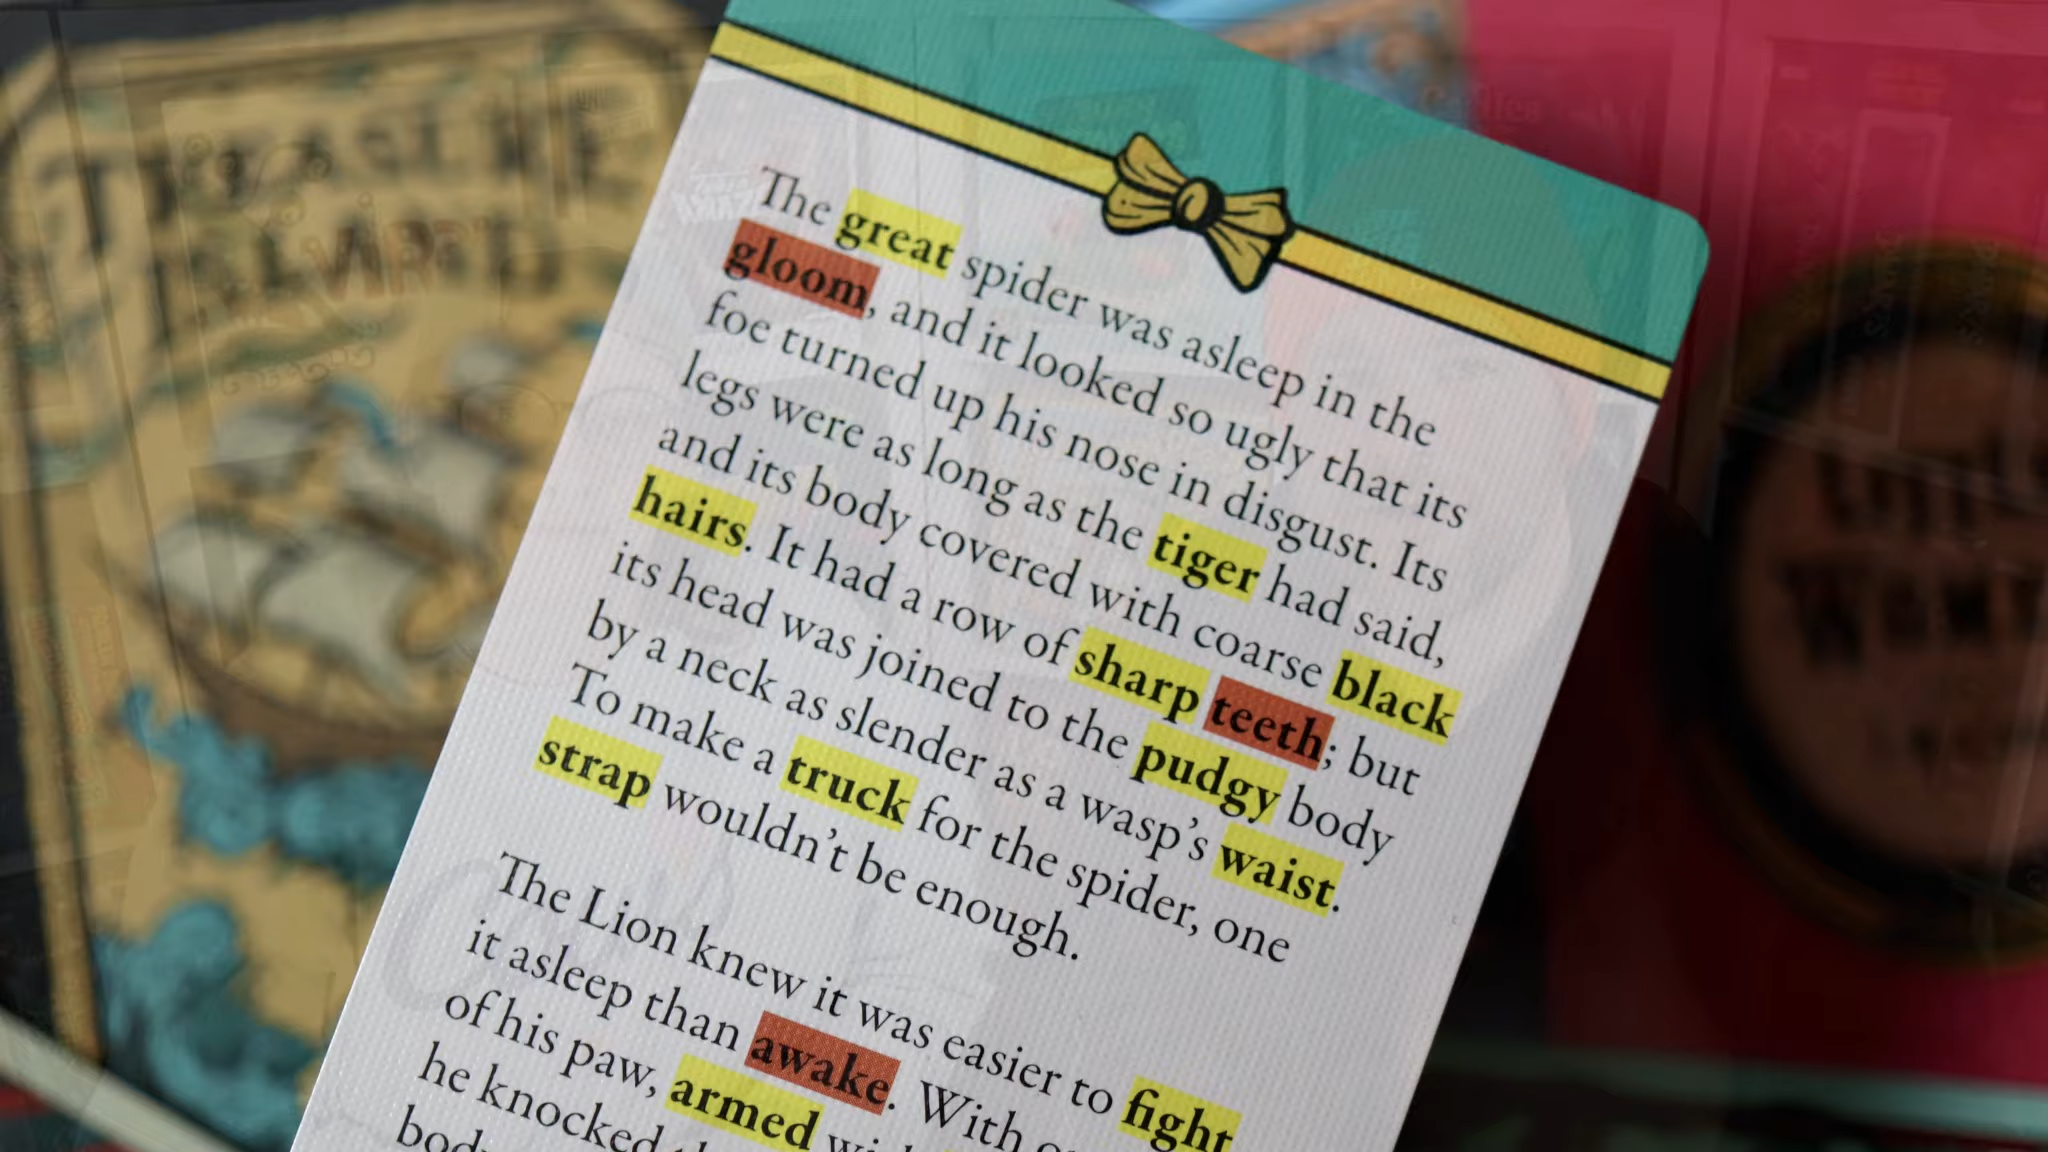 The great spider was asleep in the
gloom, and it looked so ugly that its
foe turned up his nose in disgust. Its
legs were as long as the tiger had said,
and its body covered with coarse black
hairs. It had a row of sharp teeth; but
its head was joined to the pudgy body
by a neck as slender as a wasp's waist.
To make a truck for the spider, one
strap wouldn't be enough.
The Lion knew it was easier to fight
it asleep than awake. With
of his paw, armed
he knocked